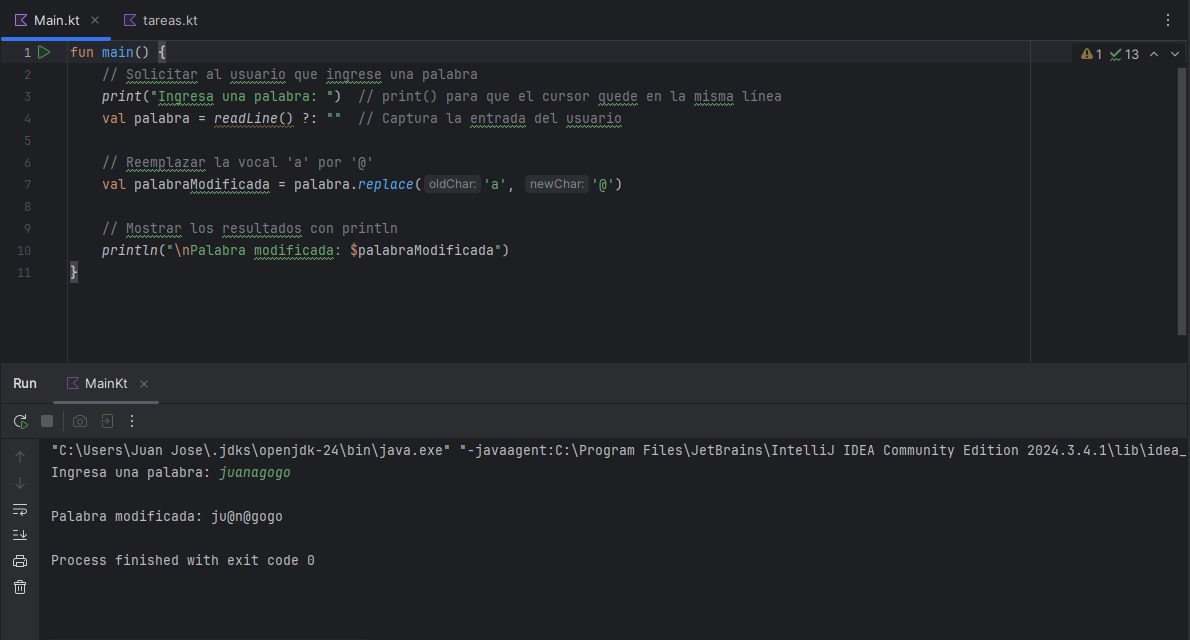 Main.kt tareas.kt
1 fun main() { 1 13
2 // Solicitar al usuario que ingrese una palabra
3 print("Ingresa una palabra: ") // print() para que el cursor quede en la misma línea
4 val palabra = readLine() ?: "" // Captura la entrada del usuario
5
6 // Reemplazar la vocal 'a' por '@'
7 val palabraModificada = palabra.replace( oldChar: 'a', newChar: '@')
8
9 // Mostrar los resultados con println
10 println("\nPalabra modificada: $palabraModificada")
11 }
Run MainKt
"C:\Users\Juan Jose\.jdks\openjdk-24\bin\java.exe" "-javaagent:C:\Program Files\JetBrains\IntelliJ IDEA Community Edition 2024.3.4.1\lib\idea_
Ingresa una palabra: juanagogo
Palabra modificada: ju@n@gogo
Process finished with exit code 0